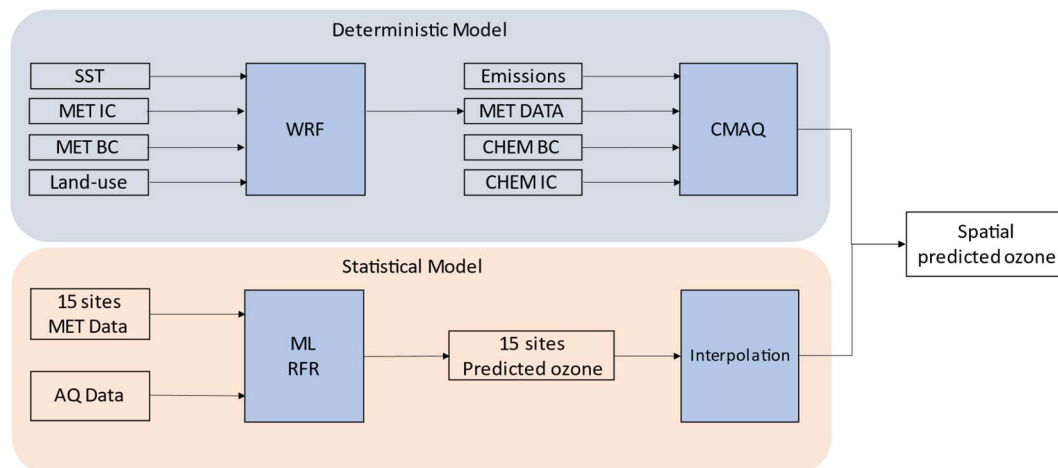 Deterministic Model
SST
MET IC
MET BC
Land-use
WRF
Emissions
MET DATA
CHEM BC
CHEM IC
CMAQ
Spatial
predicted ozone
Statistical Model
15 sites
MET Data
AQ Data
ML
RFR
15 sites
Predicted ozone
Interpolation